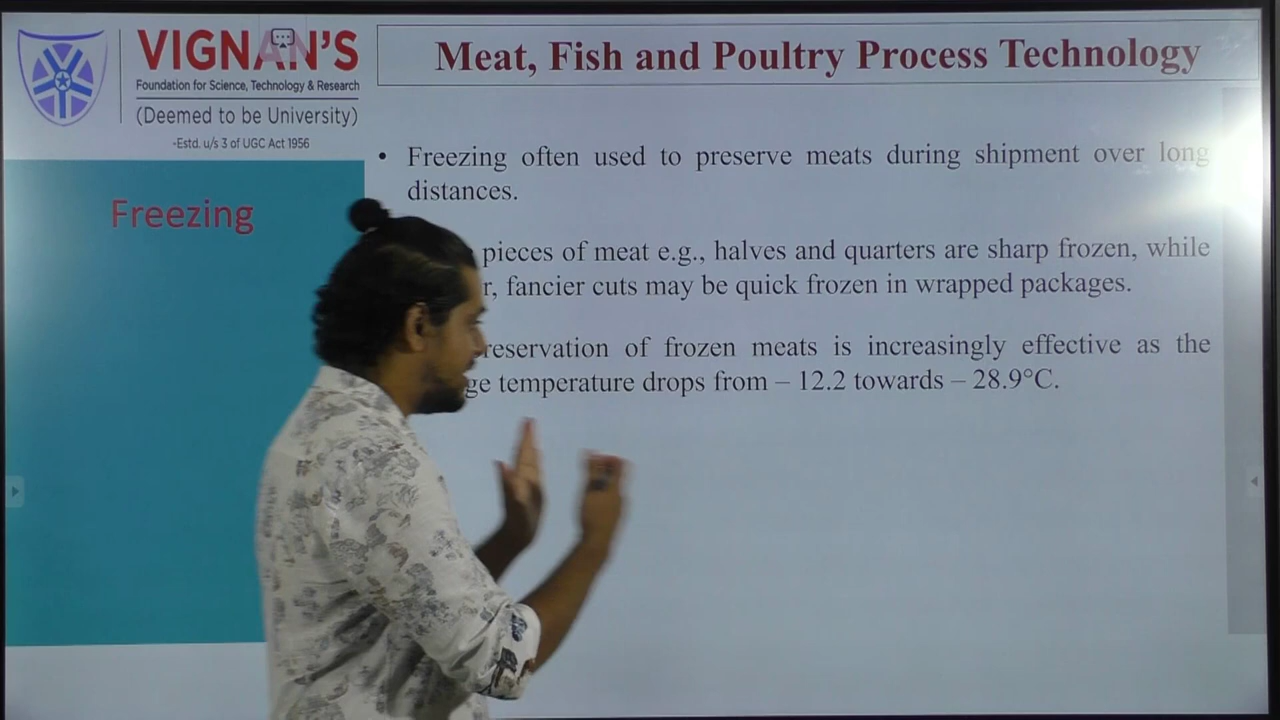 VIGNAN'S
Foundation for Science, Technology & Research
(Deemed to be University)
-Estd. u/s 3 of UGC Act 1956
Meat, Fish and Poultry Process Technology
Freezing
• Freezing often used to preserve meats during shipment over long
distances.
pieces of meat e.g., halves and quarters are sharp frozen, while
fancier cuts may be quick frozen in wrapped packages.
of frozen meats is increasingly effective as the
temperature drops from – 12.2 towards – 28.9°C.